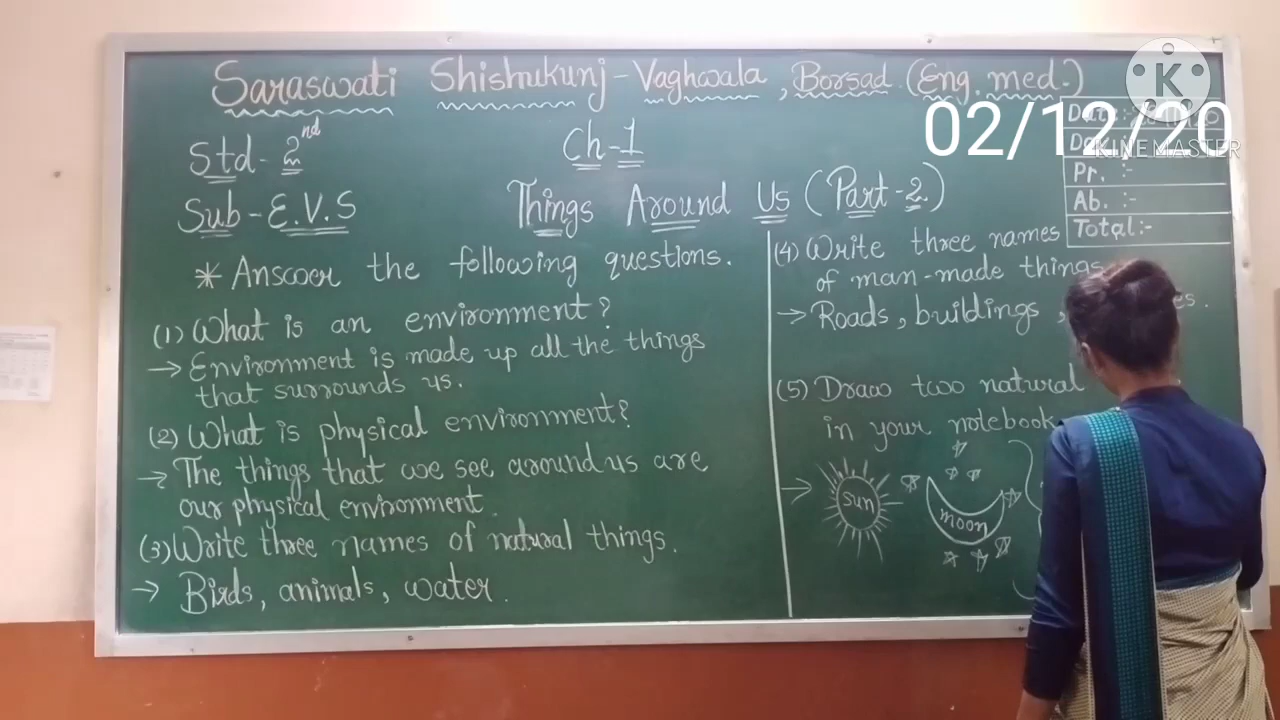 Saraswati Shishukunj - Vaghwala, Borsad. (Eng. med.)
Std - 2nd
Sub - E.V.S
Ch-1
Things Around Us (Part-2)
K
02/12/20
KINEMASTER
Pr. :-
Ab. :-
Total:-
* Answer the following questions.
(1) What is an environment?
→ Environment is made up all the things
that surrounds us.
(2) What is physical environment?
→ The things that we see around us are
our physical environment.
(3) Write three names of natural things.
→ Birds, animals, water.
(4) Write three names
of man-made things
→ Roads, buildings,
(5) Draw two natural
in your notebook
→ sun
moon